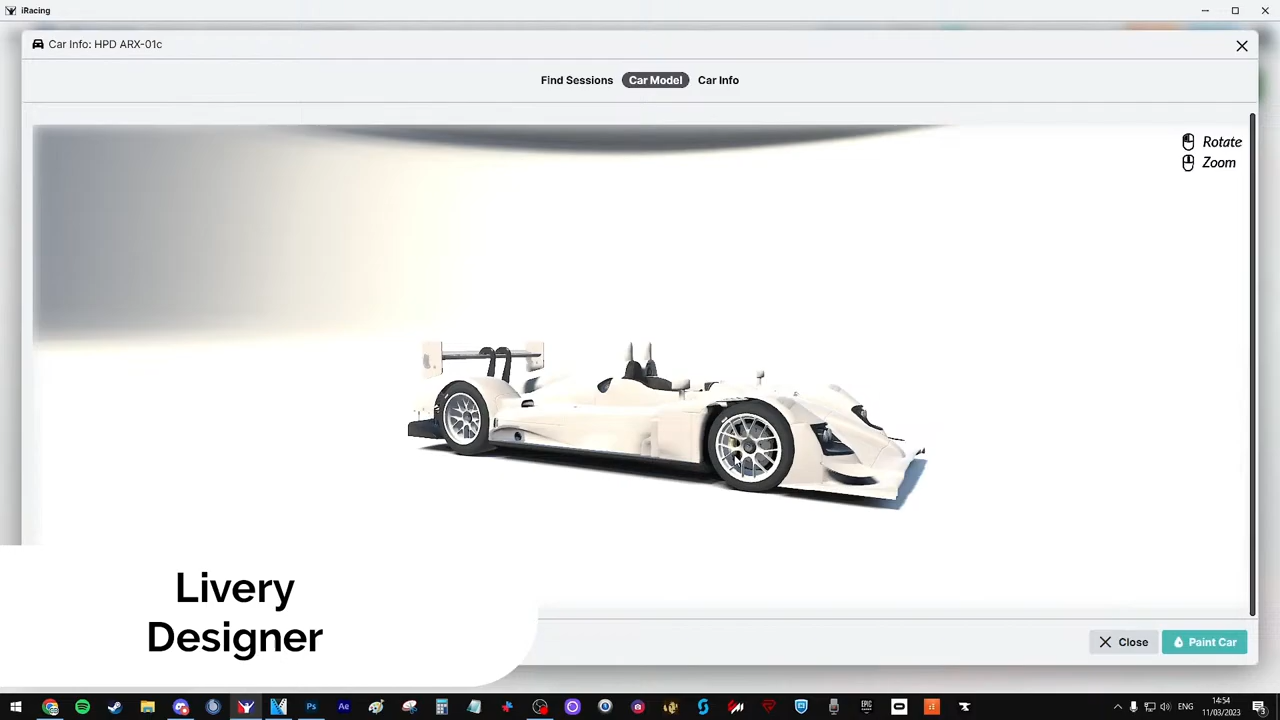 iRacing
Car Info: HPD ARX-01c
Find Sessions Car Model Car Info
Rotate
Zoom
Livery
Designer
Close Paint Car
14:54
ENG
11/03/2023